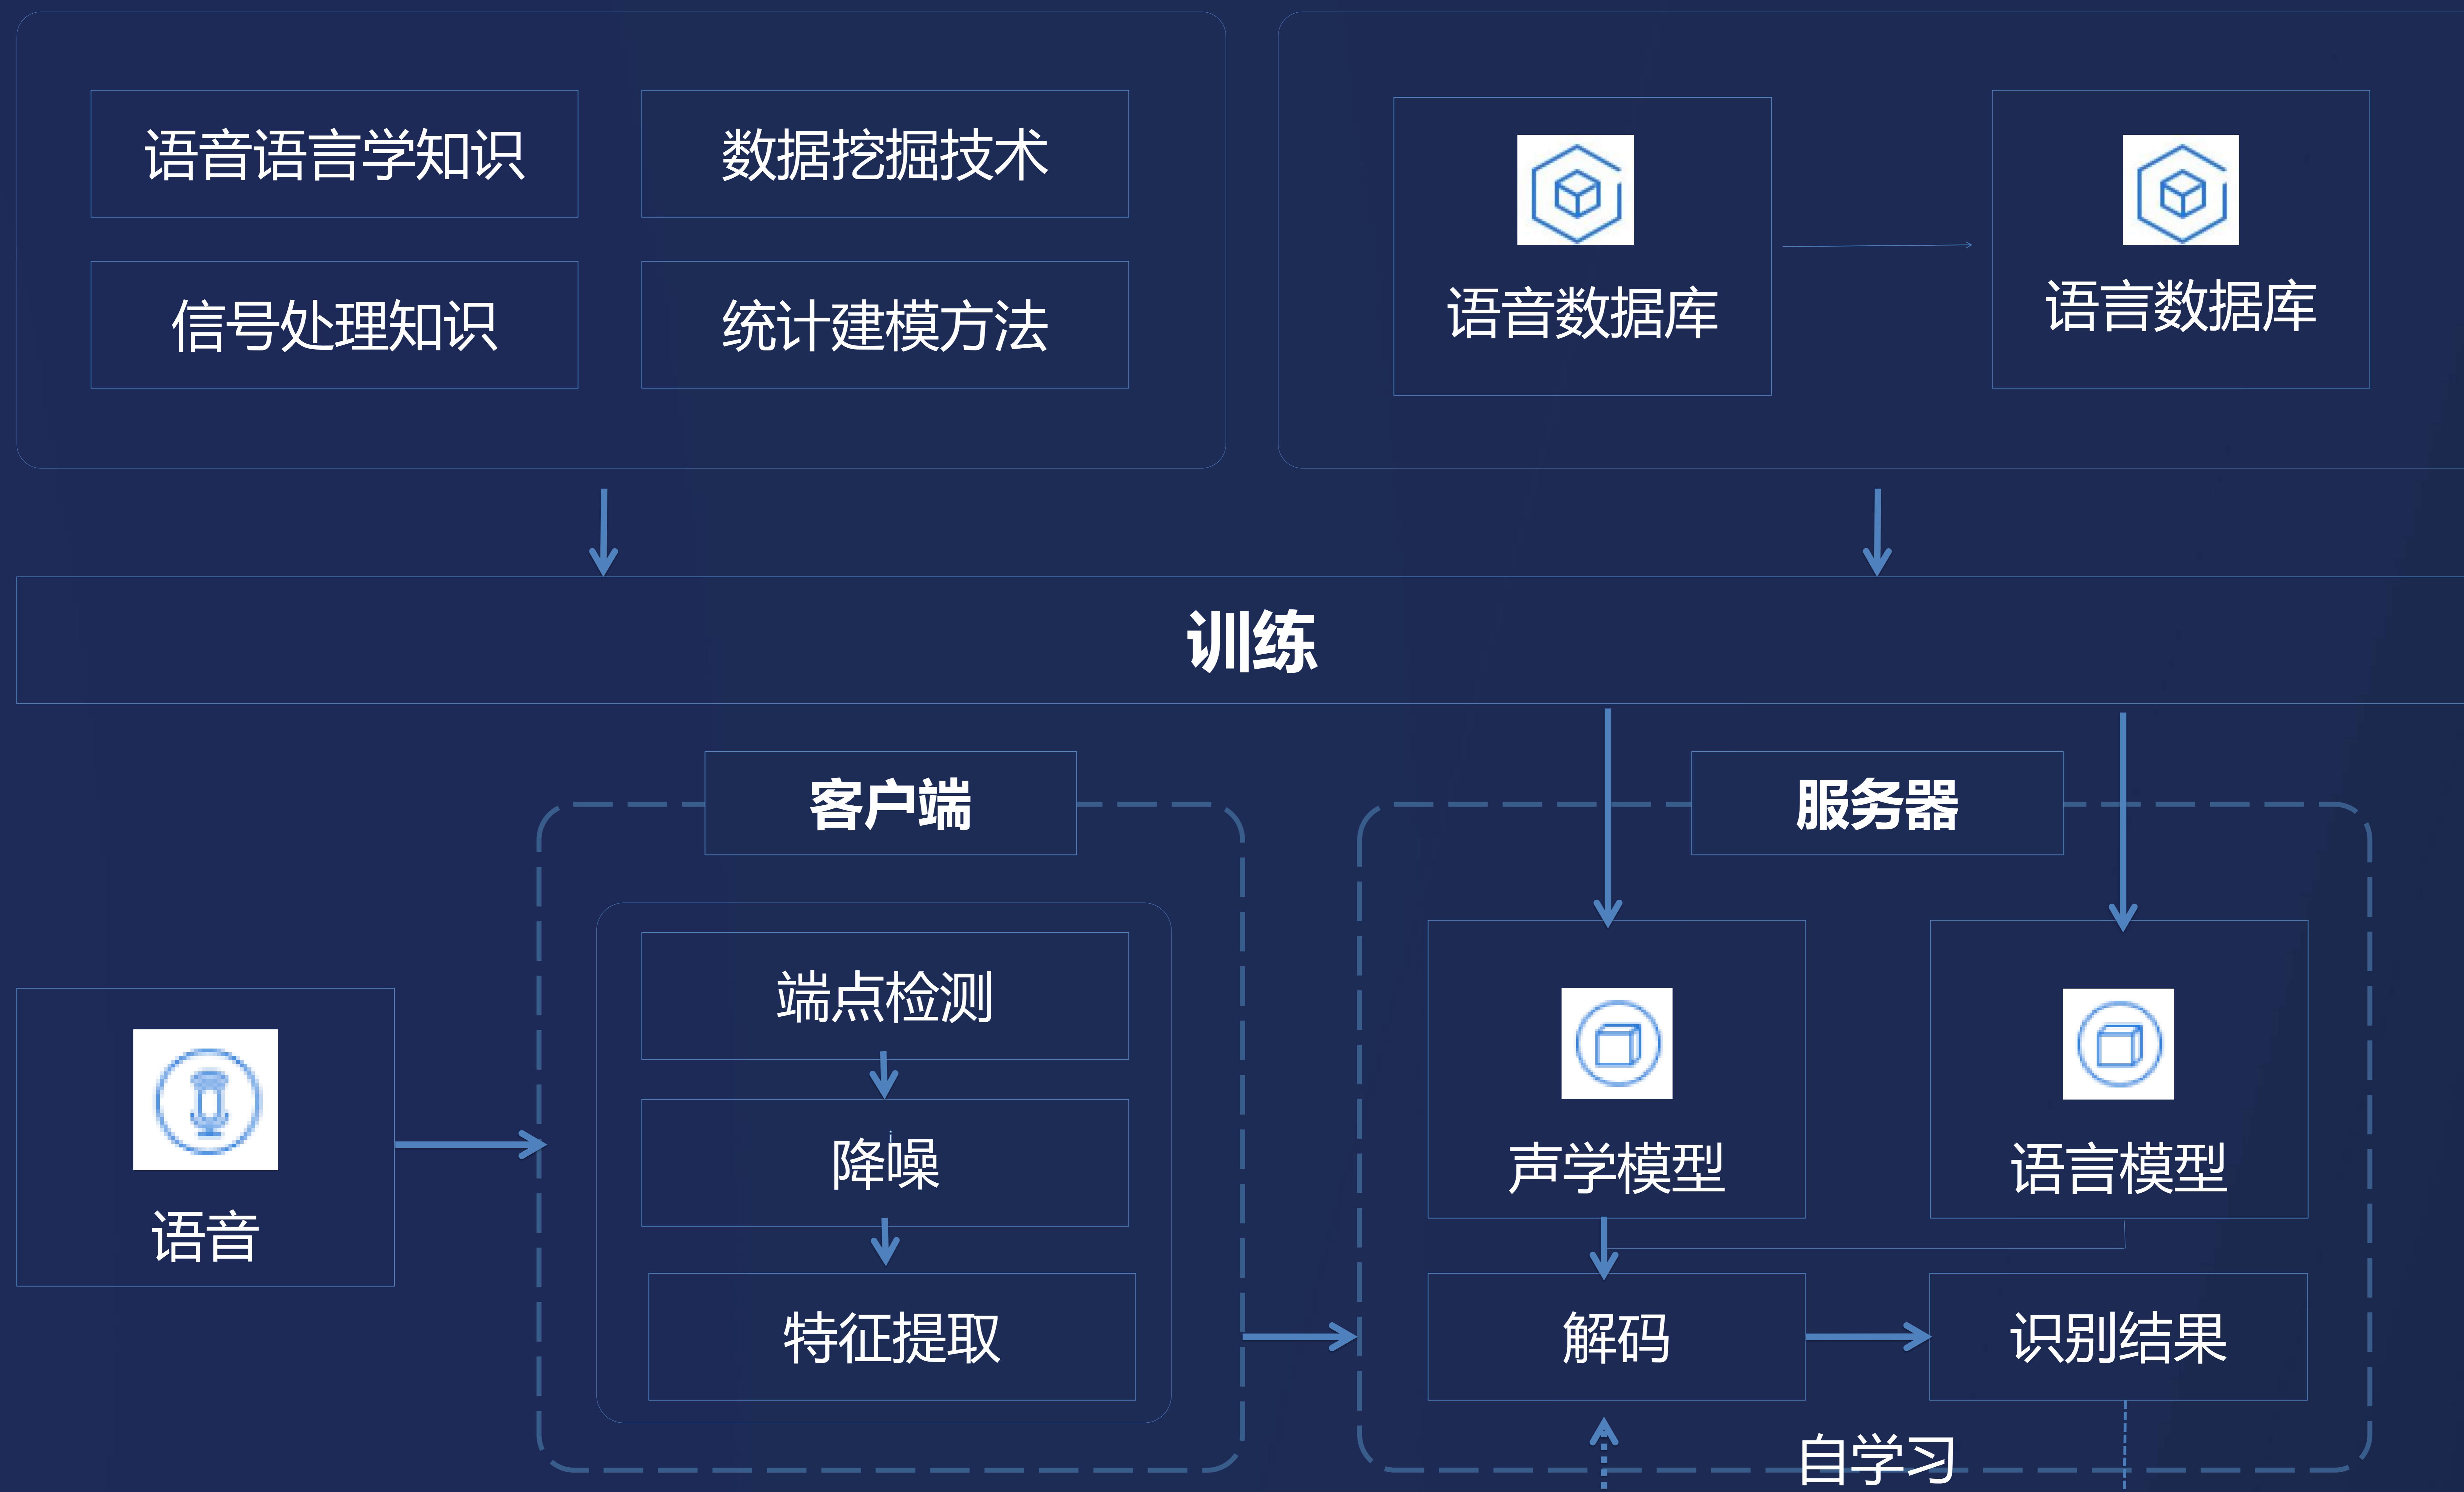 语音语言学知识
数据挖掘技术
信号处理知识
统计建模方法
语音数据库
语言数据库
训练
客户端
服务器
端点检测
降噪
i
特征提取
语音
声学模型
语言模型
解码
识别结果
自学习